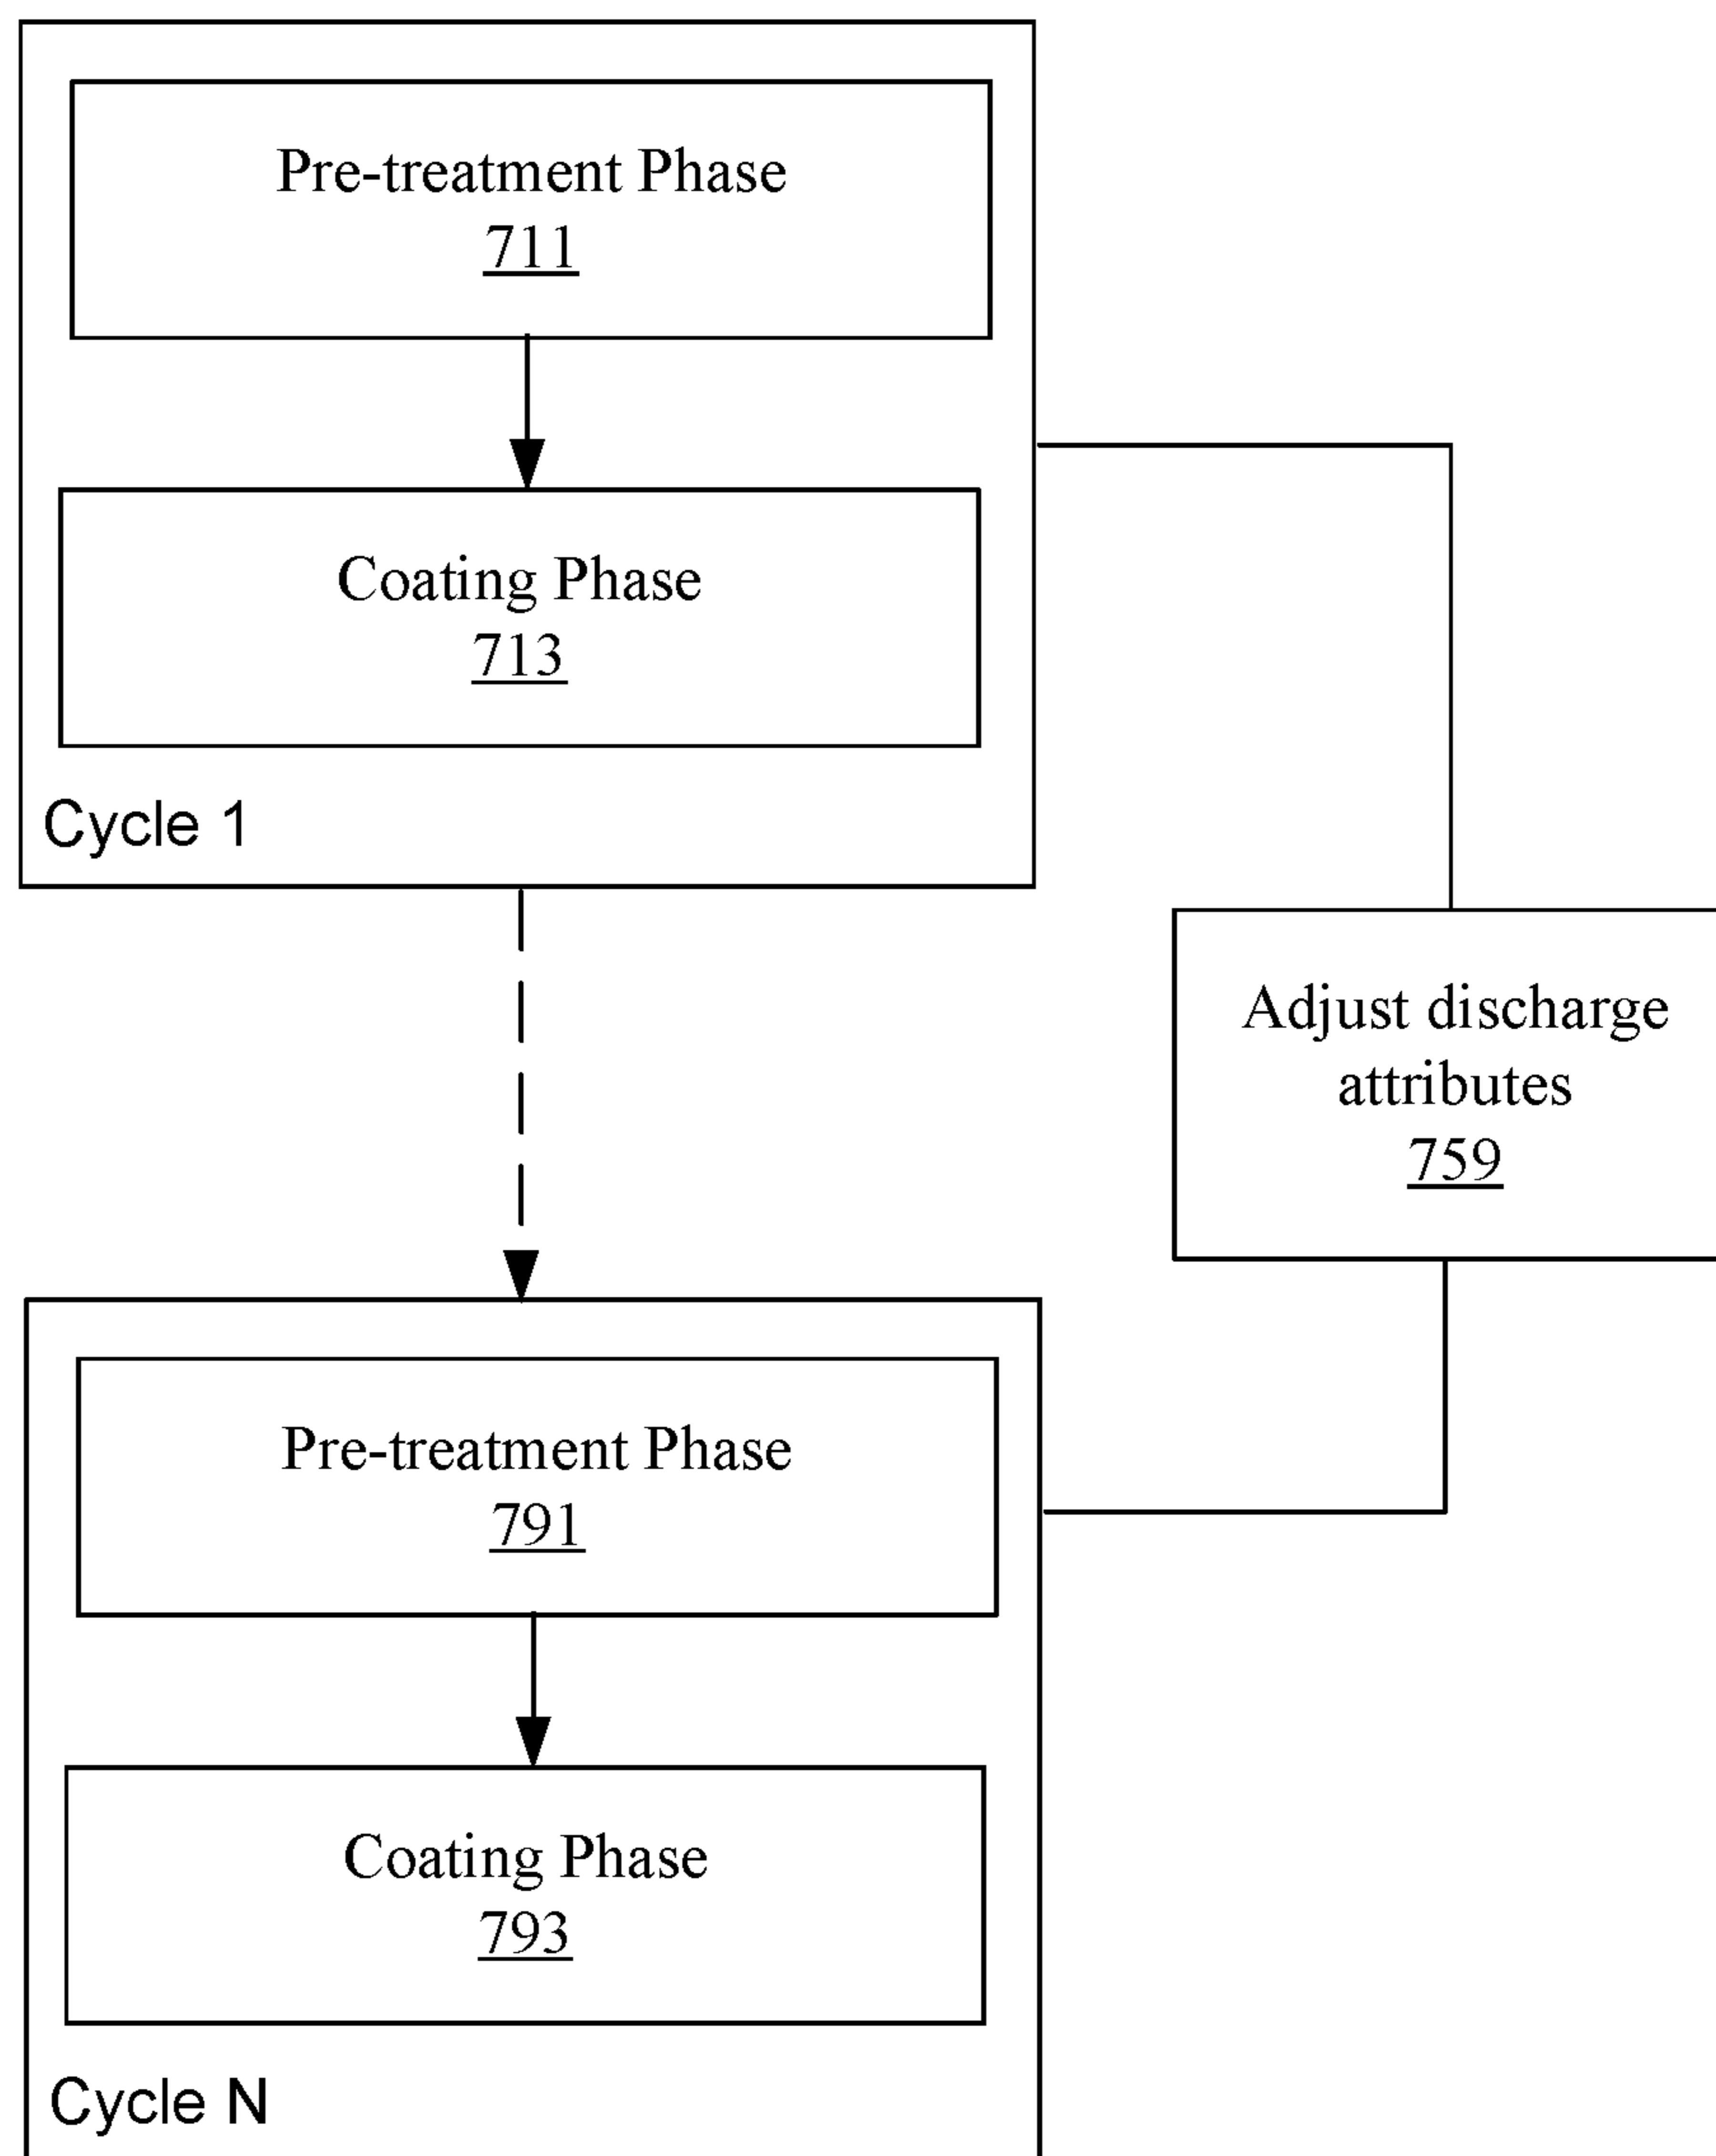 Pre-treatment Phase
711
Coating Phase
713
Cycle 1
Adjust discharge
attributes
759
Pre-treatment Phase
791
Coating Phase
793
Cycle N